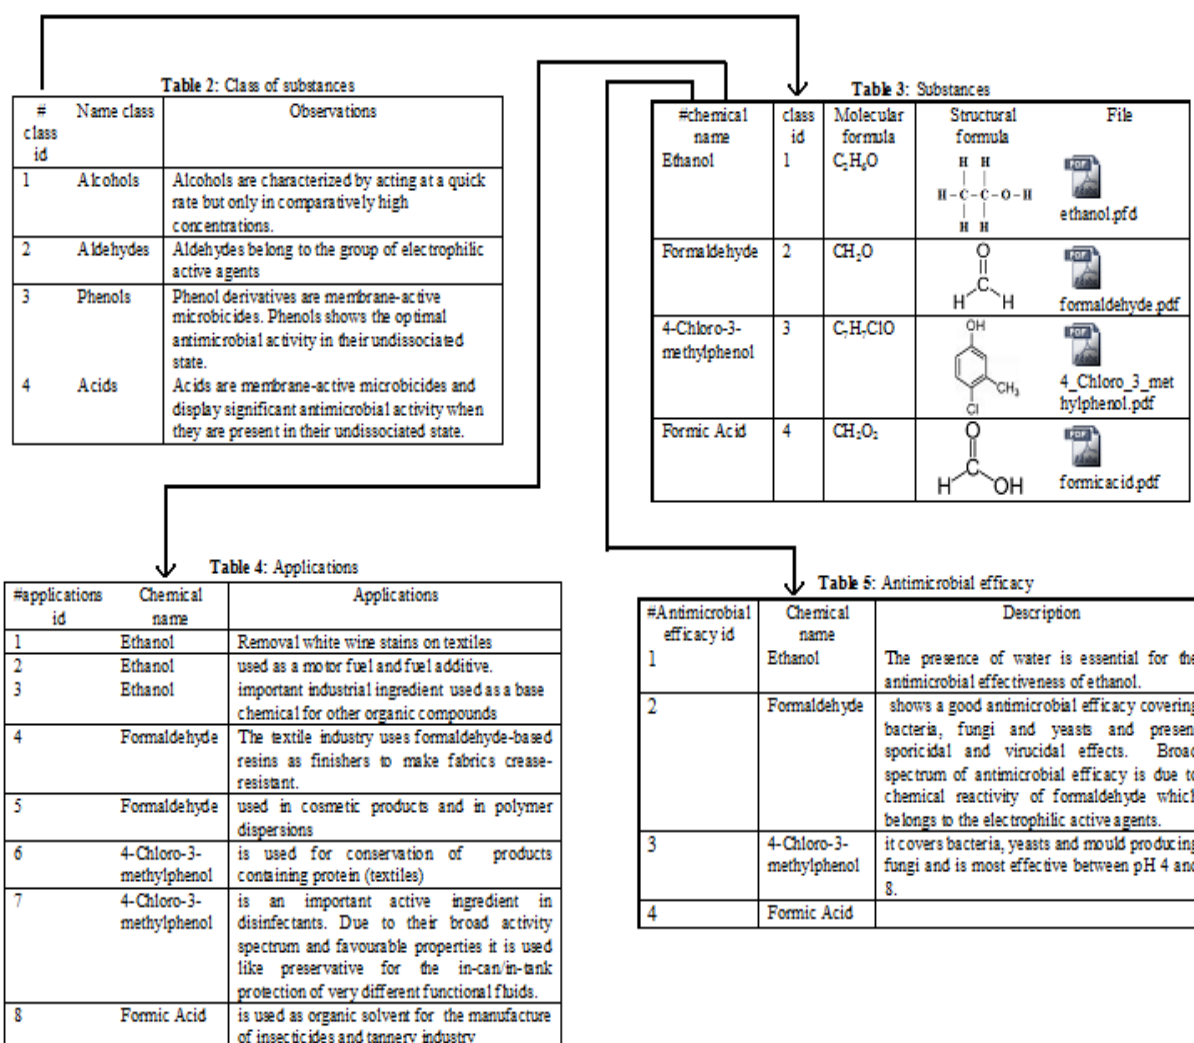 Table 2: Class of substances
# class id Name class Observations
1 Alcohols Alcohols are characterized by acting at a quick
rate but only in comparatively high
concentrations.
2 Aldehydes Aldehydes belong to the group of electrophilic
active agents
3 Phenols Phenol derivatives are membrane-active
microbicides. Phenols shows the optimal
antimicrobial activity in their undissociated
state.
4 Acids Acids are membrane-active microbicides and
display significant antimicrobial activity when
they are present in their undissociated state.
Table 3: Substances
#chemical name class id Molecular formula Structural formula File
Ethanol 1 C₂H₆O
H H
H-C-C-O-H
H H
PDF
Adobe
ethanol.pfd
Formaldehyde 2 CH₂O
O
C
H H
PDF
Adobe
formaldehyde.pdf
4-Chloro-3-
methylphenol 3 C₇H₇ClO
OH
CH₃
Cl
PDF
Adobe
4_Chloro_3_met
hylphenol.pdf
Formic Acid 4 CH₂O₂
O
C
H OH
PDF
Adobe
formicacid.pdf
Table 4: Applications
#applications id Chemical name Applications
1 Ethanol Removal white wine stains on textiles
2 Ethanol used as a motor fuel and fuel additive.
3 Ethanol important industrial ingredient used as a base
chemical for other organic compounds
4 Formaldehyde The textile industry uses formaldehyde-based
resins as finishers to make fabrics crease-
resistant.
5 Formaldehyde used in cosmetic products and in polymer
dispersions
6 4-Chloro-3- is used for conservation of products
methylphenol containing protein (textiles)
7 4-Chloro-3- is an important active ingredient in
methylphenol disinfectants. Due to their broad activity
spectrum and favourable properties it is used
like preservative for the in-can/in-tank
protection of very different functional fluids.
8 Formic Acid is used as organic solvent for the manufacture
of insecticides and tannery industry
Table 5: Antimicrobial efficacy
#Antimicrobial efficacy id Chemical name Description
1 Ethanol The presence of water is essential for the
antimicrobial effectiveness of ethanol.
2 Formaldehyde shows a good antimicrobial efficacy covering
bacteria, fungi and yeasts and presen
sporicidal and virucidal effects. Broad
spectrum of antimicrobial efficacy is due to
chemical reactivity of formaldehyde which
belongs to the electrophilic active agents.
3 4-Chloro-3- it covers bacteria, yeasts and mould producing
methylphenol fungi and is most effective between pH 4 and
8.
4 Formic Acid